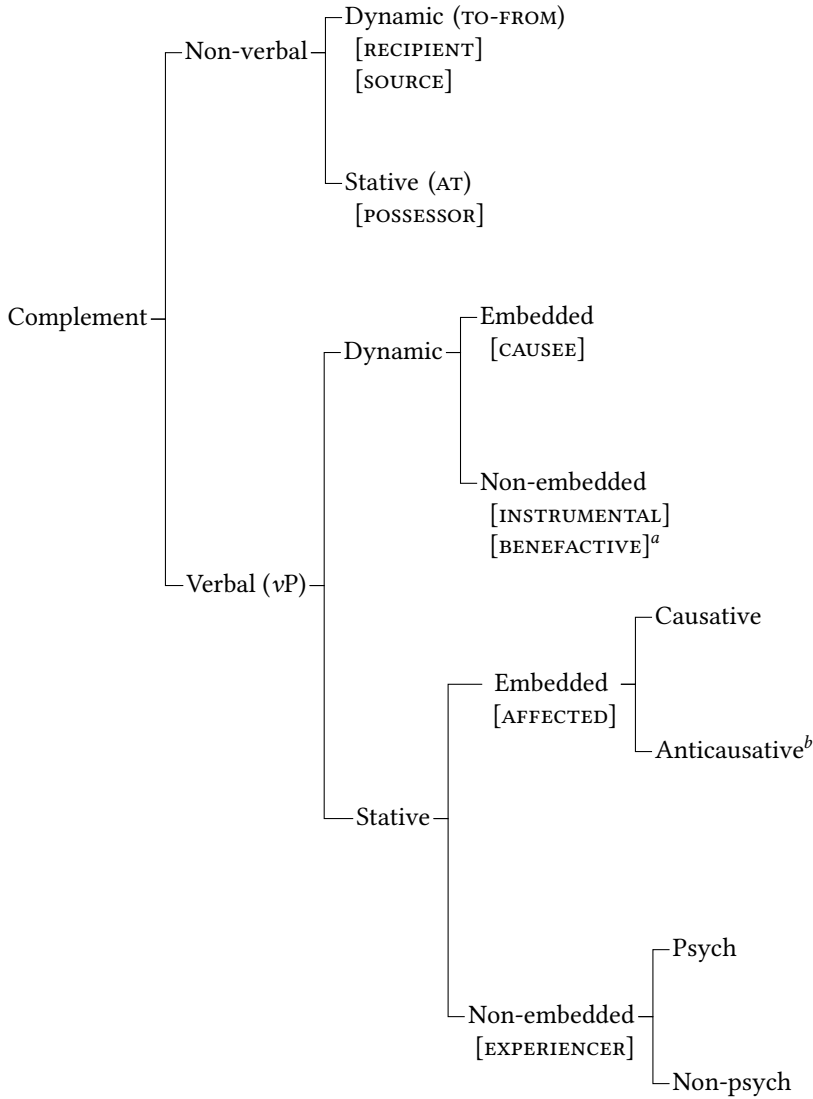 Dynamic (TO-FROM)
Non-verbal
[RECIPIENT]
[SOURCE]
Stative (AT)
[POSSESSOR]
Complement
Embedded
Dynamic
[CAUSEE]
Non-embedded
[INSTRUMENTAL]
[BENEFACTIVE]a
Verbal (vP)
Causative
Embedded
[AFFECTED]
Anticausativeb
Stative
Psych
Non-embedded
[EXPERIENCER]
Non-psych